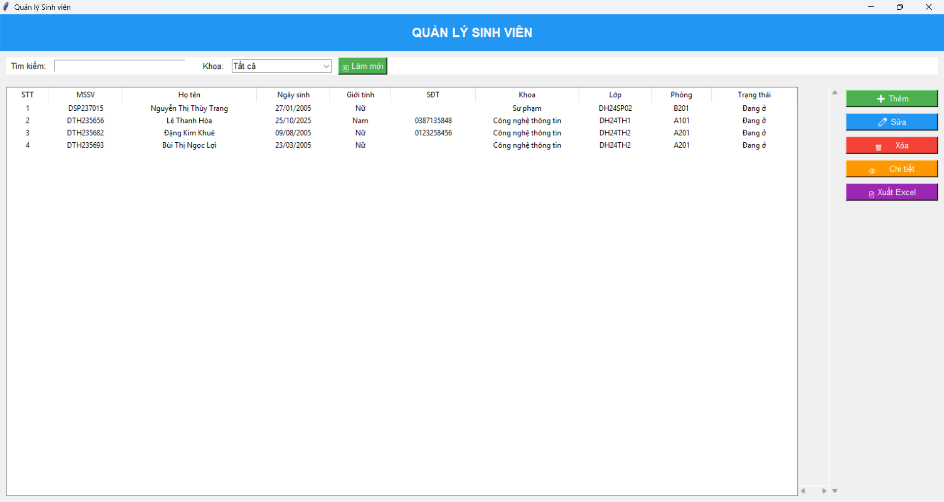 Quản lý Sinh viên
QUẢN LÝ SINH VIÊN
Tìm kiếm: Khoa: Tất cả Làm mới
STT MSSV Họ tên Ngày sinh Giới tính SĐT Khoa Lớp Phòng Trạng thái
1 DSP237015 Nguyễn Thị Thùy Trang 27/01/2005 Nữ Sư phạm DH24SP02 B201 Đang ở
2 DTH235656 Lê Thanh Hòa 25/10/2025 Nam 0387135848 Công nghệ thông tin DH24TH1 A101 Đang ở
3 DTH235682 Đặng Kim Khuê 09/08/2005 Nữ 0123258456 Công nghệ thông tin DH24TH2 A201 Đang ở
4 DTH235693 Bùi Thị Ngọc Lợi 23/03/2005 Nữ Công nghệ thông tin DH24TH2 A201 Đang ở
Thêm
Sửa
Xóa
Chi tiết
Xuất Excel